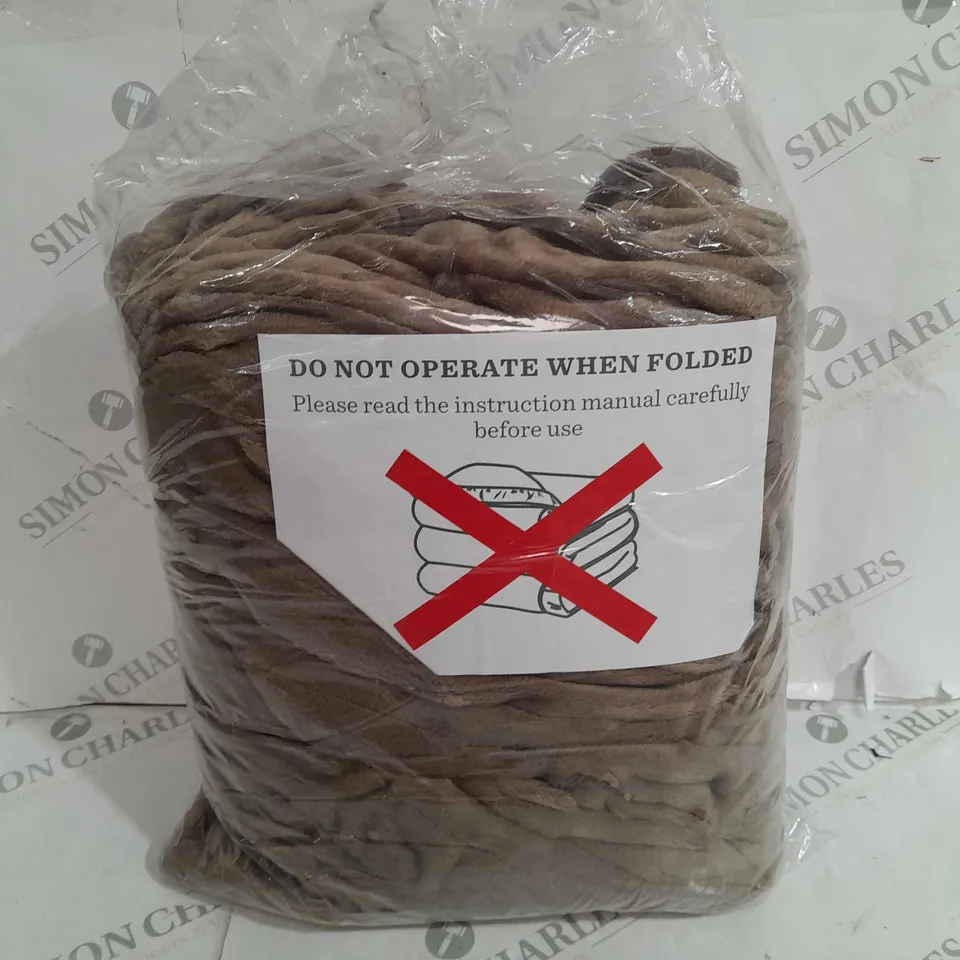 DO NOT OPERATE WHEN FOLDED
Please read the instruction manual carefully
before use
SIMON CHARLES